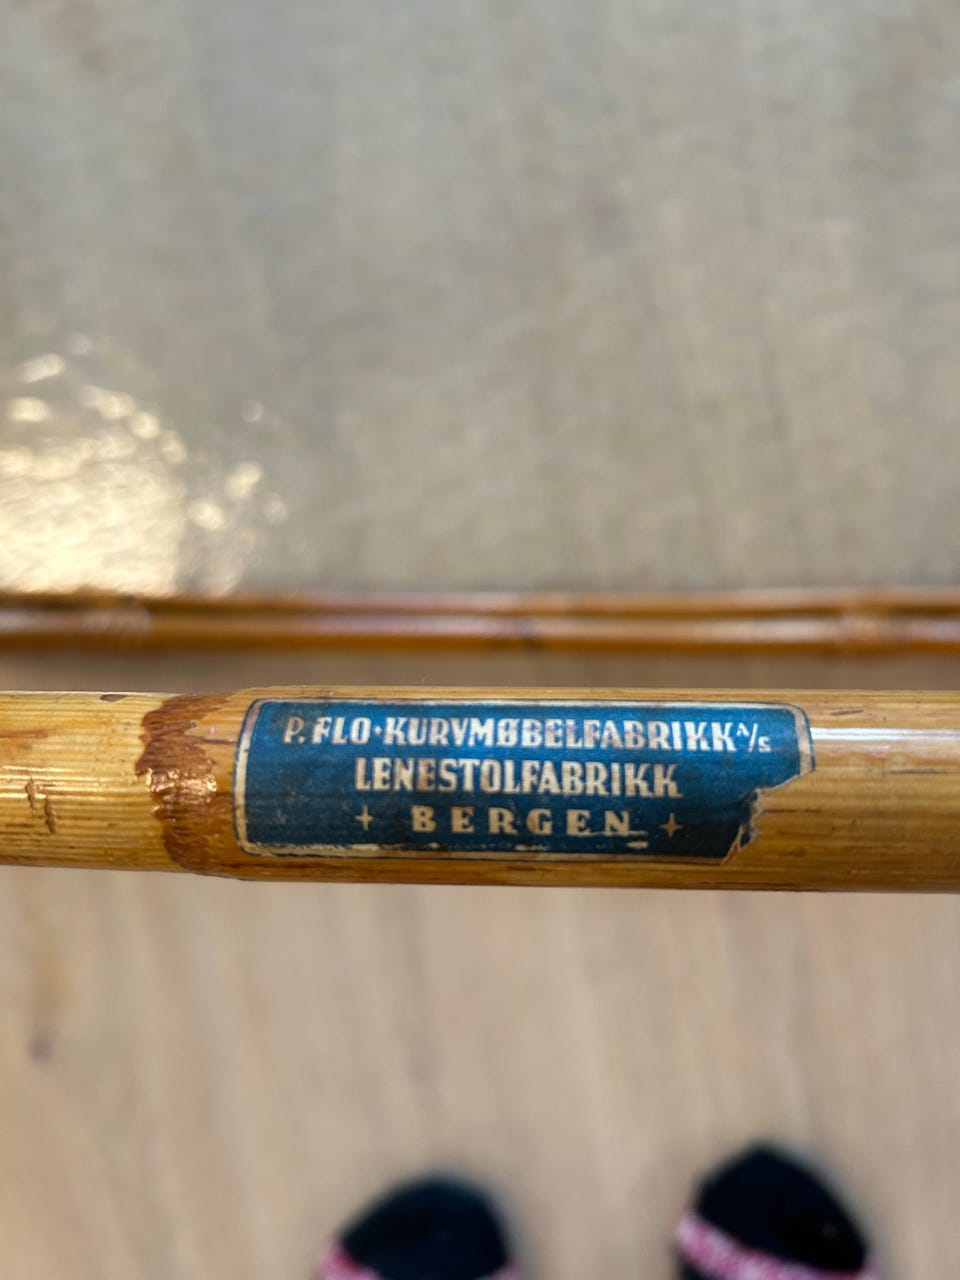 P. FLO·KURVMØBELFABRIKK A/S
LENESTOLFABRIKK
BERGEN